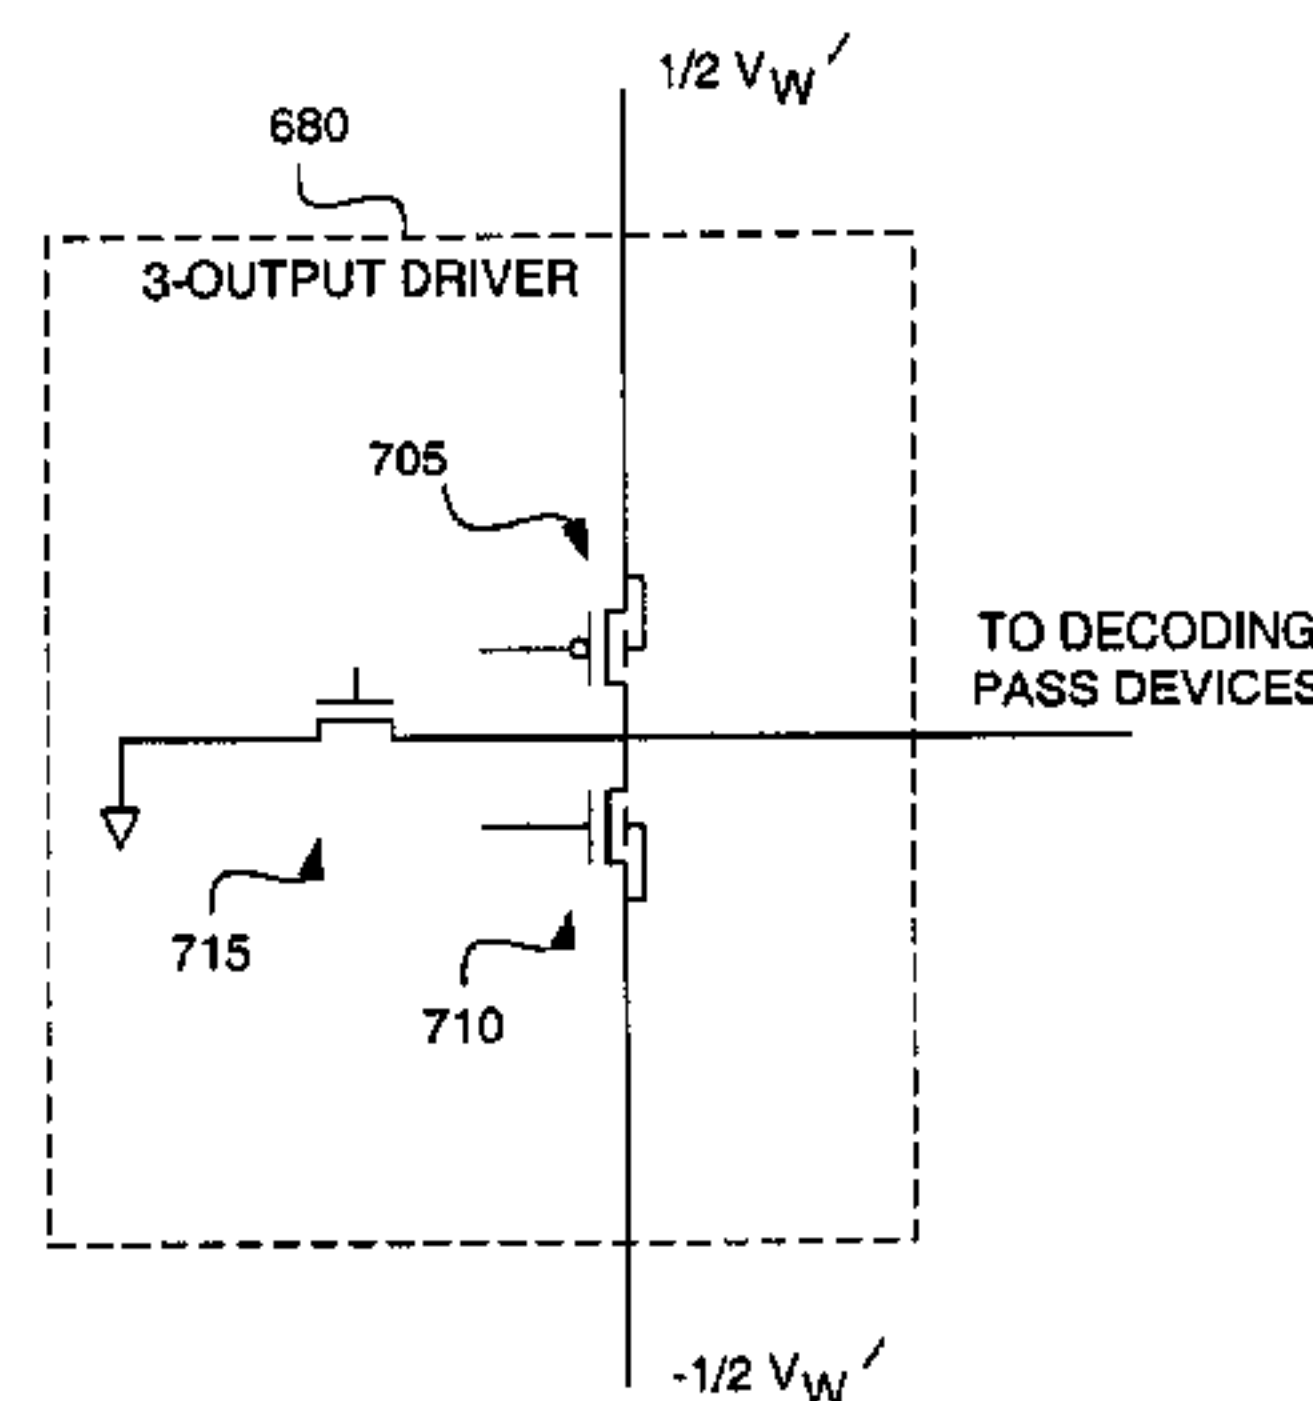 1/2 VW ′
680
3-OUTPUT DRIVER
705
TO DECODING
PASS DEVICES
715
710
-1/2 VW ′